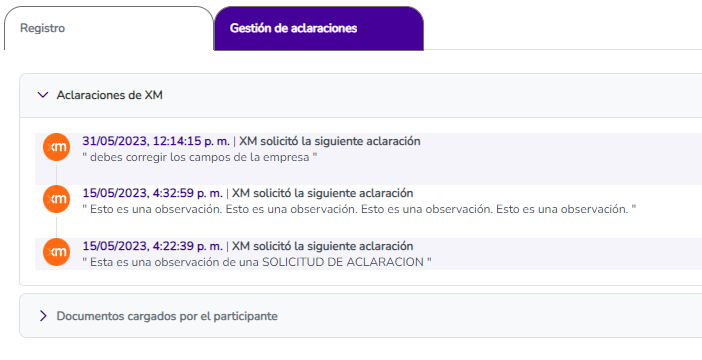 Registro
Gestión de aclaraciones
Aclaraciones de XM
xm
31/05/2023, 12:14:15 p. m. | XM solicitó la siguiente aclaración
" debes corregir los campos de la empresa "
xm
15/05/2023, 4:32:59 p. m. | XM solicitó la siguiente aclaración
" Esto es una observación. Esto es una observación. Esto es una observación. Esto es una observación. "
xm
15/05/2023, 4:22:39 p. m. | XM solicitó la siguiente aclaración
" Esta es una observación de una SOLICITUD DE ACLARACION "
Documentos cargados por el participante